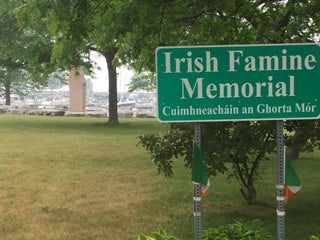 Irish Famine
Memorial
Cuimhneacháin an Ghorta Mór